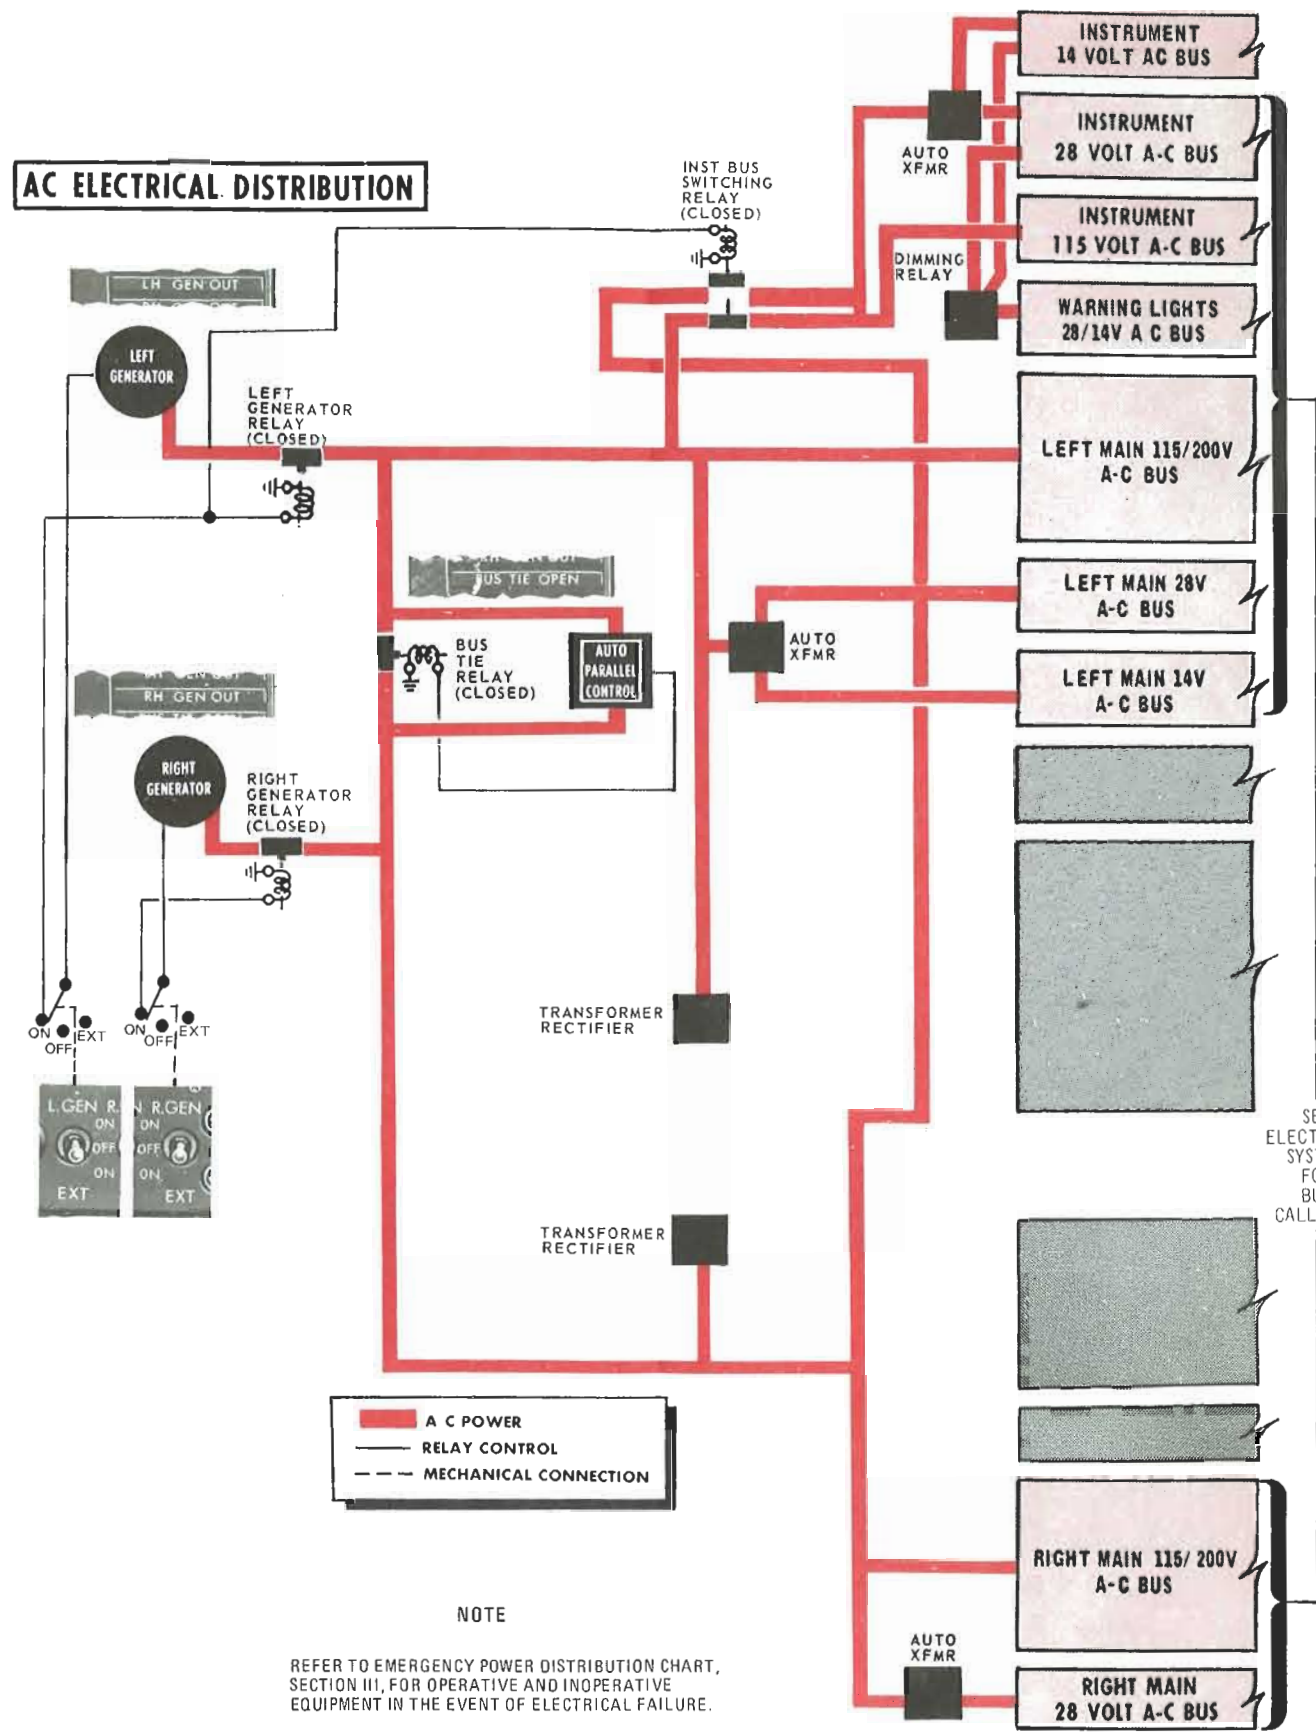 AC ELECTRICAL DISTRIBUTION
INSTRUMENT
14 VOLT AC BUS
INSTRUMENT
28 VOLT A-C BUS
INSTRUMENT
115 VOLT A-C BUS
WARNING LIGHTS
28/14V A C BUS
AUTO
XFMR
DIMMING
RELAY
INST BUS
SWITCHING
RELAY
(CLOSED)
LH GEN OUT
LEFT
GENERATOR
LEFT
GENERATOR
RELAY
(CLOSED)
LEFT MAIN 115/200V
A-C BUS
BUS TIE OPEN
LEFT MAIN 28V
A-C BUS
AUTO
XFMR
LEFT MAIN 14V
A-C BUS
BUS
TIE
RELAY
(CLOSED)
AUTO
PARALLEL
CONTROL
RH GEN OUT
RIGHT
GENERATOR
RIGHT
GENERATOR
RELAY
(CLOSED)
ON
OFF
EXT
ON
OFF
EXT
L.GEN R.
ON
OFF
ON
EXT
N R.GEN
ON
OFF
ON
EXT
TRANSFORMER
RECTIFIER
TRANSFORMER
RECTIFIER
SE
ELECT
SYS
FO
BU
CALL
A C POWER
RELAY CONTROL
MECHANICAL CONNECTION
RIGHT MAIN 115/200V
A-C BUS
AUTO
XFMR
RIGHT MAIN
28 VOLT A-C BUS
NOTE
REFER TO EMERGENCY POWER DISTRIBUTION CHART,
SECTION III, FOR OPERATIVE AND INOPERATIVE
EQUIPMENT IN THE EVENT OF ELECTRICAL FAILURE.